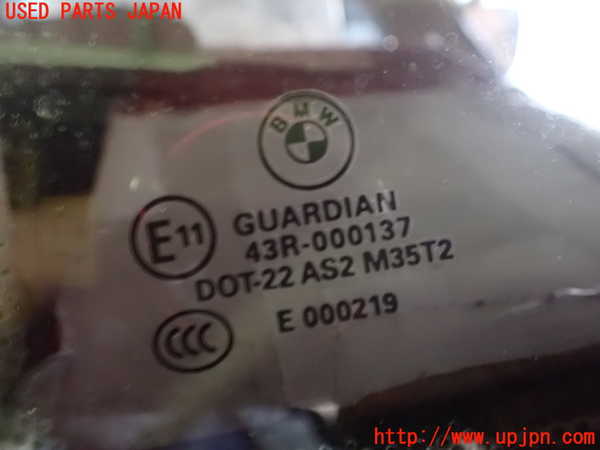 USED PARTS JAPAN
BMW
E11
GUARDIAN
43R-000137
DOT-22 AS2 M35T2
E 000219
CCC
http://www.upjpn.com